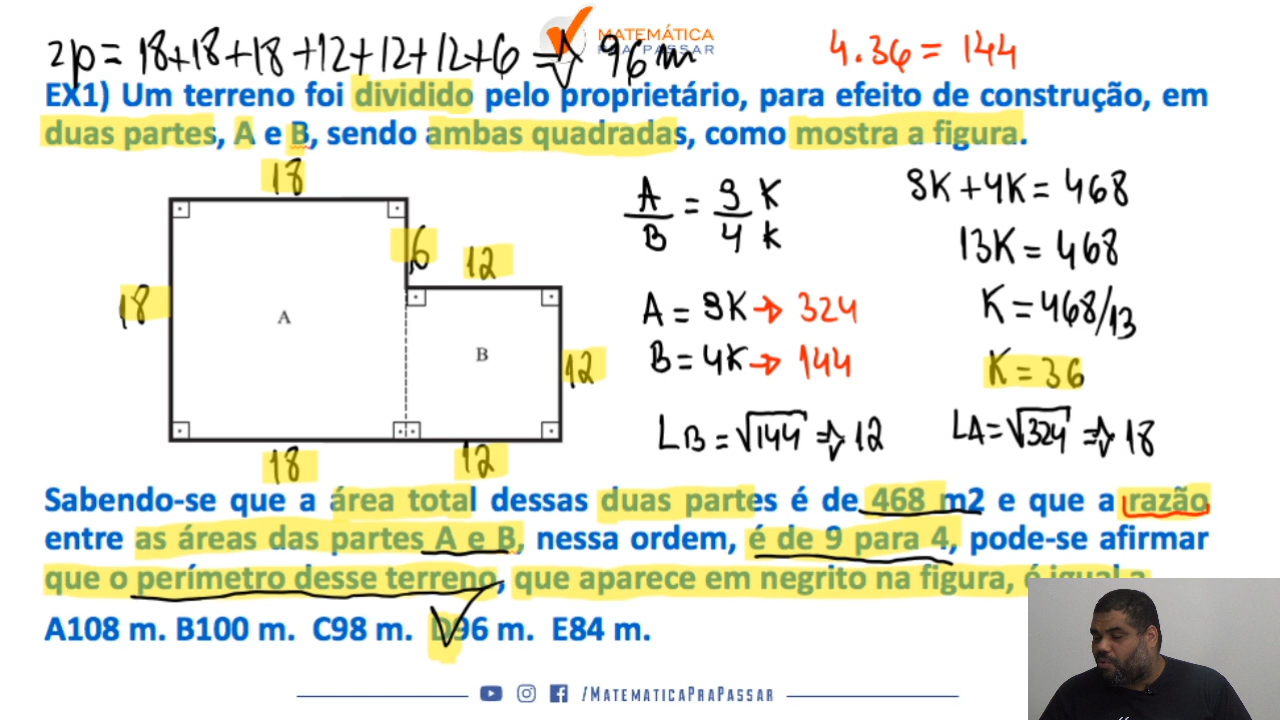 MATEMÁTICA
PRA PASSAR
2p = 18+18+18+12+12+12+6 ⇒ 96 m
4.36 = 144
EX1) Um terreno foi dividido pelo proprietário, para efeito de construção, em
duas partes, A e B, sendo ambas quadradas, como mostra a figura.
18
18
6
12
A
B
12
18
12
A/B = 9K/4K
A = 9K → 324
B = 4K → 144
LB = √144 ⇒ 12
9K + 4K = 468
13K = 468
K = 468/13
K = 36
LA = √324 ⇒ 18
Sabendo-se que a área total dessas duas partes é de 468 m2 e que a razão
entre as áreas das partes A e B, nessa ordem, é de 9 para 4, pode-se afirmar
que o perímetro desse terreno, que aparece em negrito na figura, é igual a
A108 m. B100 m. C98 m. D96 m. E84 m.
/MATEMATICAPRAPASSAR